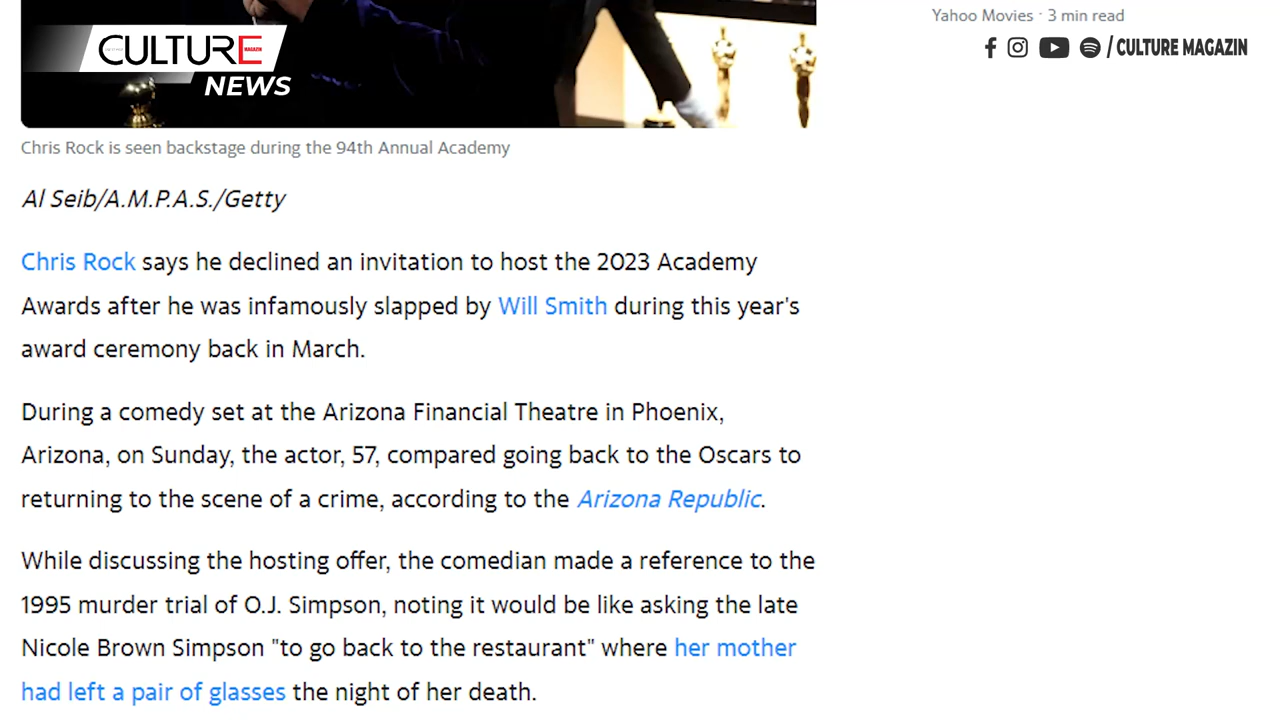 CULTURE
MAGAZIN
NEWS
Yahoo Movies · 3 min read
/ CULTURE MAGAZIN
Chris Rock is seen backstage during the 94th Annual Academy
Al Seib/A.M.P.A.S./Getty
Chris Rock says he declined an invitation to host the 2023 Academy
Awards after he was infamously slapped by Will Smith during this year's
award ceremony back in March.
During a comedy set at the Arizona Financial Theatre in Phoenix,
Arizona, on Sunday, the actor, 57, compared going back to the Oscars to
returning to the scene of a crime, according to the Arizona Republic.
While discussing the hosting offer, the comedian made a reference to the
1995 murder trial of O.J. Simpson, noting it would be like asking the late
Nicole Brown Simpson "to go back to the restaurant" where her mother
had left a pair of glasses the night of her death.